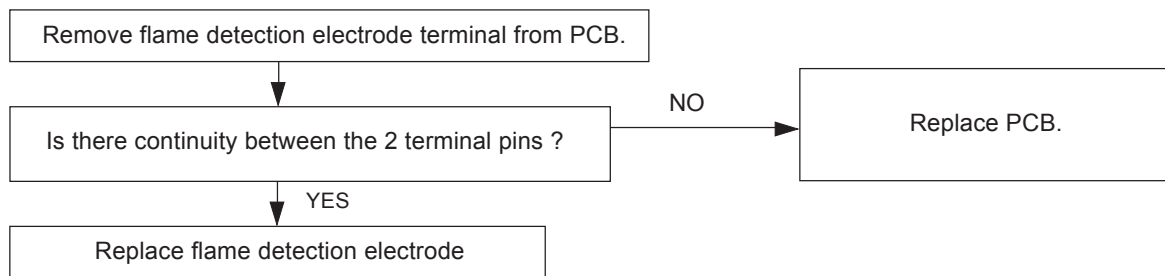 Remove flame detection electrode terminal from PCB.
NO
Is there continuity between the 2 terminal pins ?
Replace PCB.
YES
Replace flame detection electrode